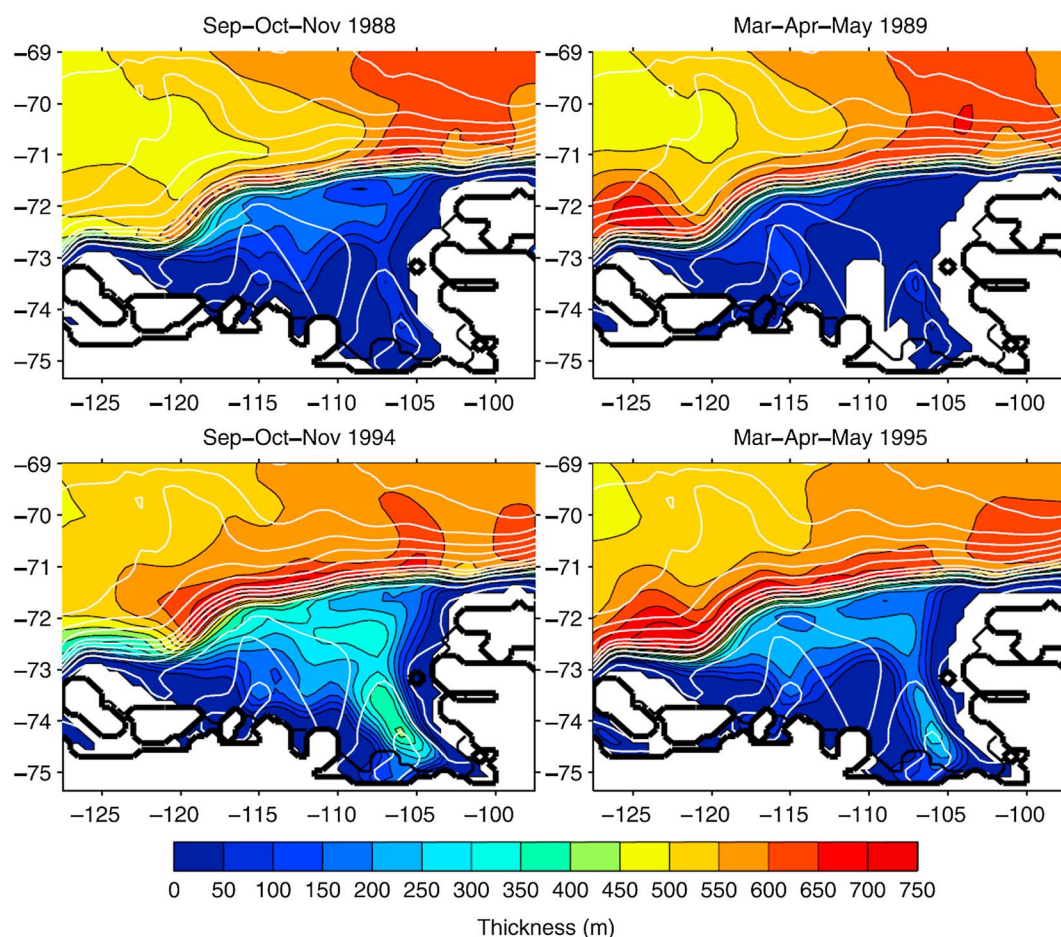 Sep–Oct–Nov 1988 Mar–Apr–May 1989
–69 –69
–70 –70
–71 –71
–72 –72
–73 –73
–74 –74
–75 –75
–125 –120 –115 –110 –105 –100 –125 –120 –115 –110 –105 –100
Sep–Oct–Nov 1994 Mar–Apr–May 1995
–69 –69
–70 –70
–71 –71
–72 –72
–73 –73
–74 –74
–75 –75
–125 –120 –115 –110 –105 –100 –125 –120 –115 –110 –105 –100
0 50 100 150 200 250 300 350 400 450 500 550 600 650 700 750
Thickness (m)